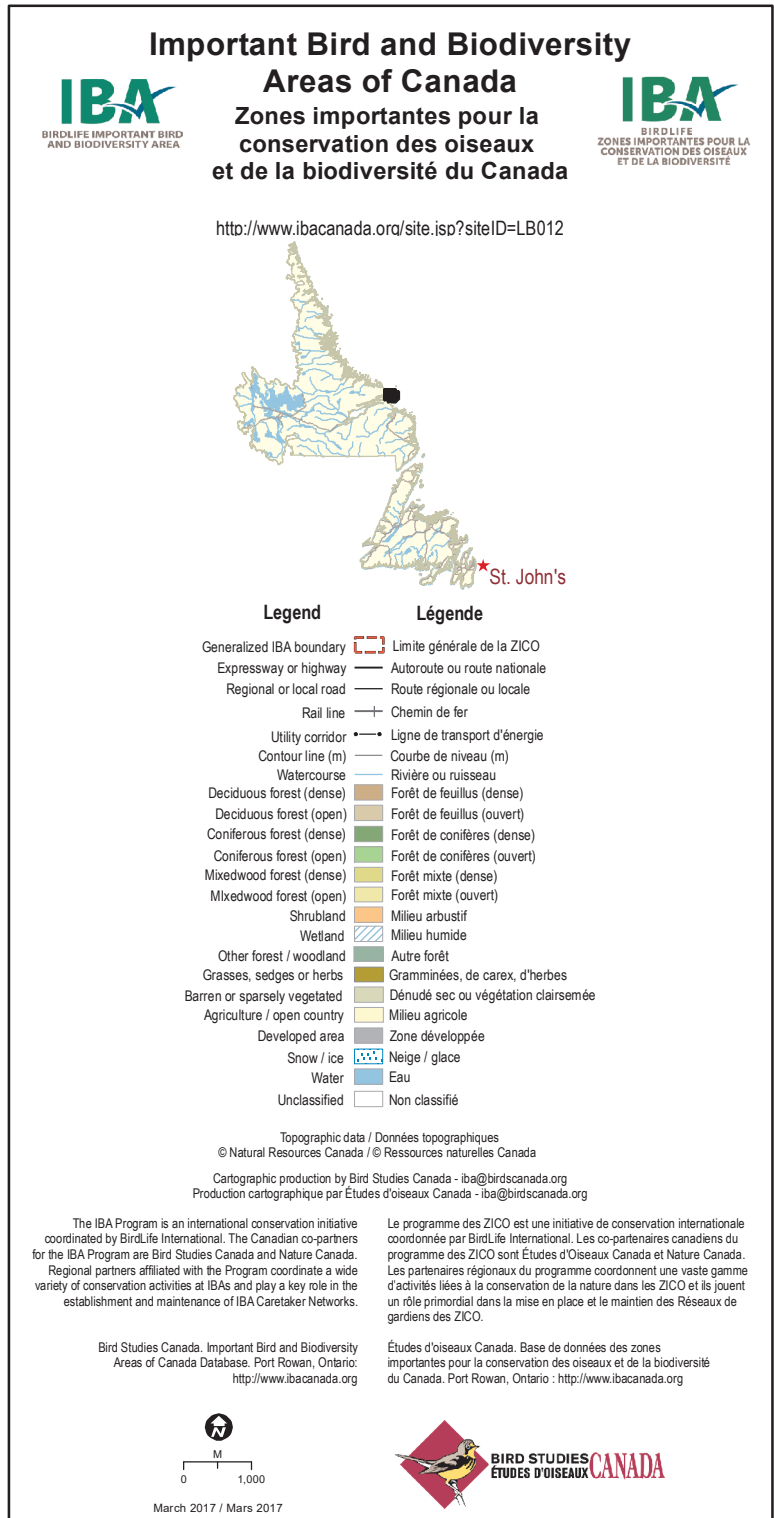 Important Bird and Biodiversity
Areas of Canada
Zones importantes pour la
conservation des oiseaux
et de la biodiversité du Canada
IBA
BIRDLIFE IMPORTANT BIRD
AND BIODIVERSITY AREA
IBA
BIRDLIFE
ZONES IMPORTANTES POUR LA
CONSERVATION DES OISEAUX
ET DE LA BIODIVERSITÉ
http://www.ibacanada.org/site.jsp?siteID=LB012
St. John's
Legend Légende
Generalized IBA boundary Limite générale de la ZICO
Expressway or highway Autoroute ou route nationale
Regional or local road Route régionale ou locale
Rail line Chemin de fer
Utility corridor Ligne de transport d'énergie
Contour line (m) Courbe de niveau (m)
Watercourse Rivière ou ruisseau
Deciduous forest (dense) Forêt de feuillus (dense)
Deciduous forest (open) Forêt de feuillus (ouvert)
Coniferous forest (dense) Forêt de conifères (dense)
Coniferous forest (open) Forêt de conifères (ouvert)
Mixedwood forest (dense) Forêt mixte (dense)
MIxedwood forest (open) Forêt mixte (ouvert)
Shrubland Milieu arbustif
Wetland Milieu humide
Other forest / woodland Autre forêt
Grasses, sedges or herbs Gramminées, de carex, d'herbes
Barren or sparsely vegetated Dénudé sec ou végétation clairsemée
Agriculture / open country Milieu agricole
Developed area Zone développée
Snow / ice Neige / glace
Water Eau
Unclassified Non classifié
Topographic data / Données topographiques
© Natural Resources Canada / © Ressources naturelles Canada
Cartographic production by Bird Studies Canada - iba@birdscanada.org
Production cartographique par Études d'oiseaux Canada - iba@birdscanada.org
The IBA Program is an international conservation initiative
coordinated by BirdLife International. The Canadian co-partners
for the IBA Program are Bird Studies Canada and Nature Canada.
Regional partners affiliated with the Program coordinate a wide
variety of conservation activities at IBAs and play a key role in the
establishment and maintenance of IBA Caretaker Networks.
Le programme des ZICO est une initiative de conservation internationale
coordonnée par BirdLife International. Les co-partenaires canadiens du
programme des ZICO sont Études d'Oiseaux Canada et Nature Canada.
Les partenaires régionaux du programme coordonnent une vaste gamme
d'activités liées à la conservation de la nature dans les ZICO et ils jouent
un rôle primordial dans la mise en place et le maintien des Réseaux de
gardiens des ZICO.
Bird Studies Canada. Important Bird and Biodiversity
Areas of Canada Database. Port Rowan, Ontario:
http://www.ibacanada.org
Études d'oiseaux Canada. Base de données des zones
importantes pour la conservation des oiseaux et de la biodiversité
du Canada. Port Rowan, Ontario : http://www.ibacanada.org
N
M
0 1,000
March 2017 / Mars 2017
BIRD STUDIES
ÉTUDES D'OISEAUX CANADA